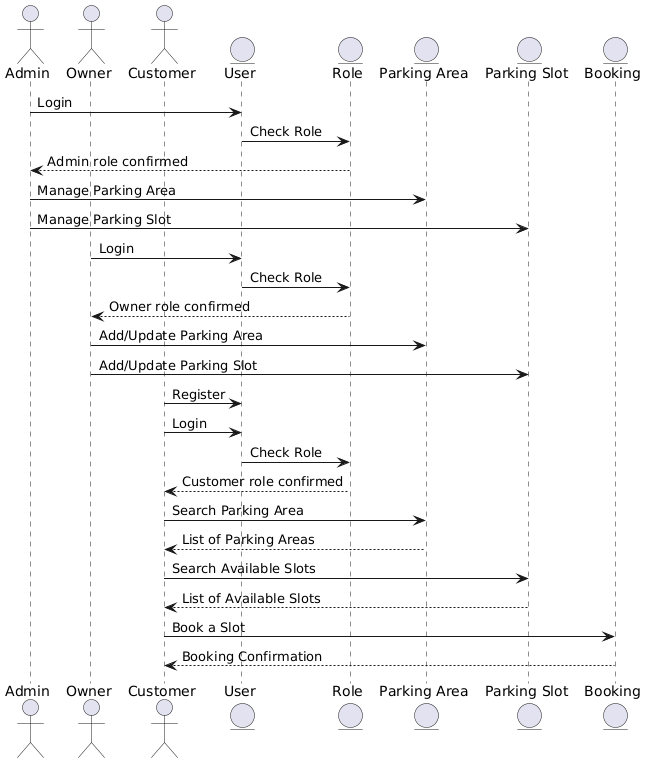 Admin Owner Customer User Role Parking Area Parking Slot Booking
Login
Check Role
Admin role confirmed
Manage Parking Area
Manage Parking Slot
Login
Check Role
Owner role confirmed
Add/Update Parking Area
Add/Update Parking Slot
Register
Login
Check Role
Customer role confirmed
Search Parking Area
List of Parking Areas
Search Available Slots
List of Available Slots
Book a Slot
Booking Confirmation
Admin Owner Customer User Role Parking Area Parking Slot Booking